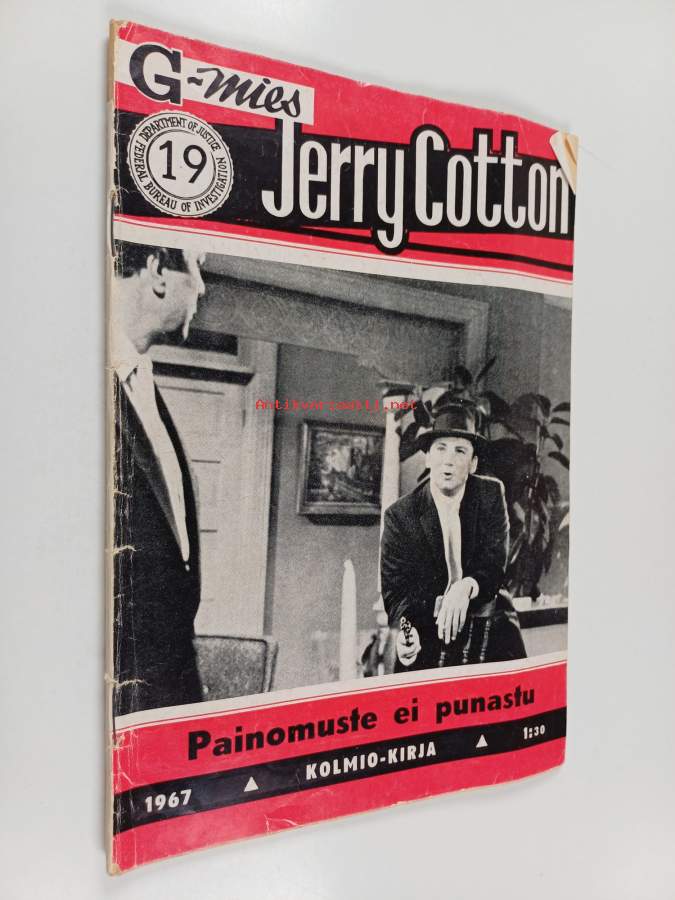 G-mies
DEPARTMENT OF JUSTICE
19
FEDERAL BUREAU OF INVESTIGATION
Jerry Cotton
Antikvariaatti.net
Painomuste ei punastu
1967 ▲ KOLMIO-KIRJA ▲ 1:30